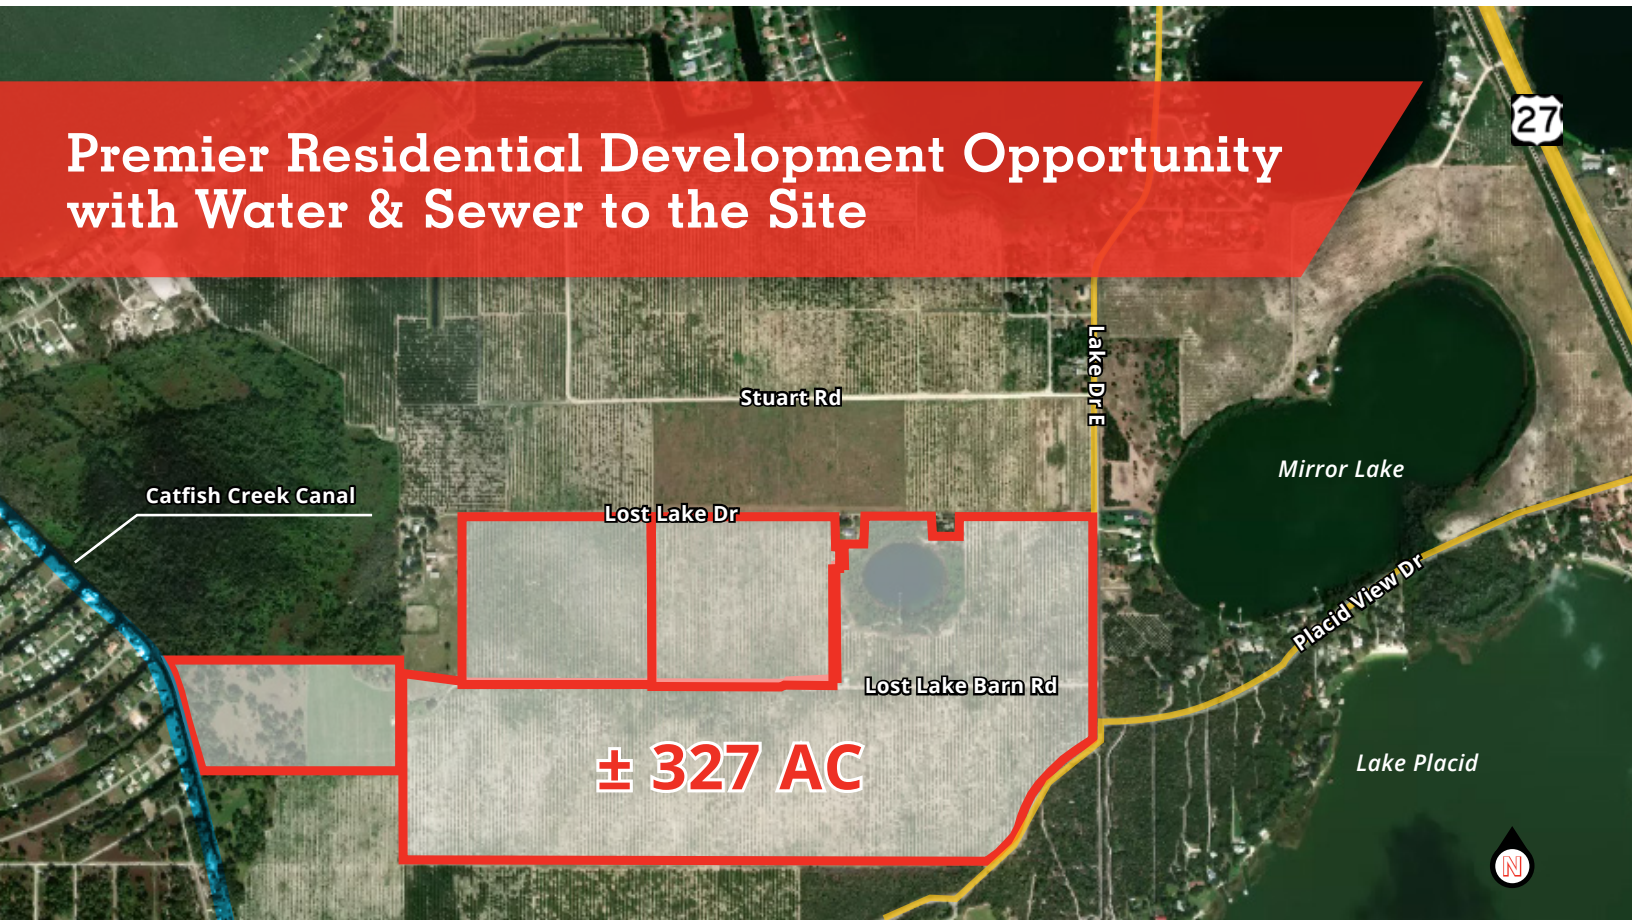 Premier Residential Development Opportunity
with Water & Sewer to the Site
27
Lake Dr E
Stuart Rd
Mirror Lake
Catfish Creek Canal
Lost Lake Dr
Placid View Dr
Lost Lake Barn Rd
± 327 AC
Lake Placid
N